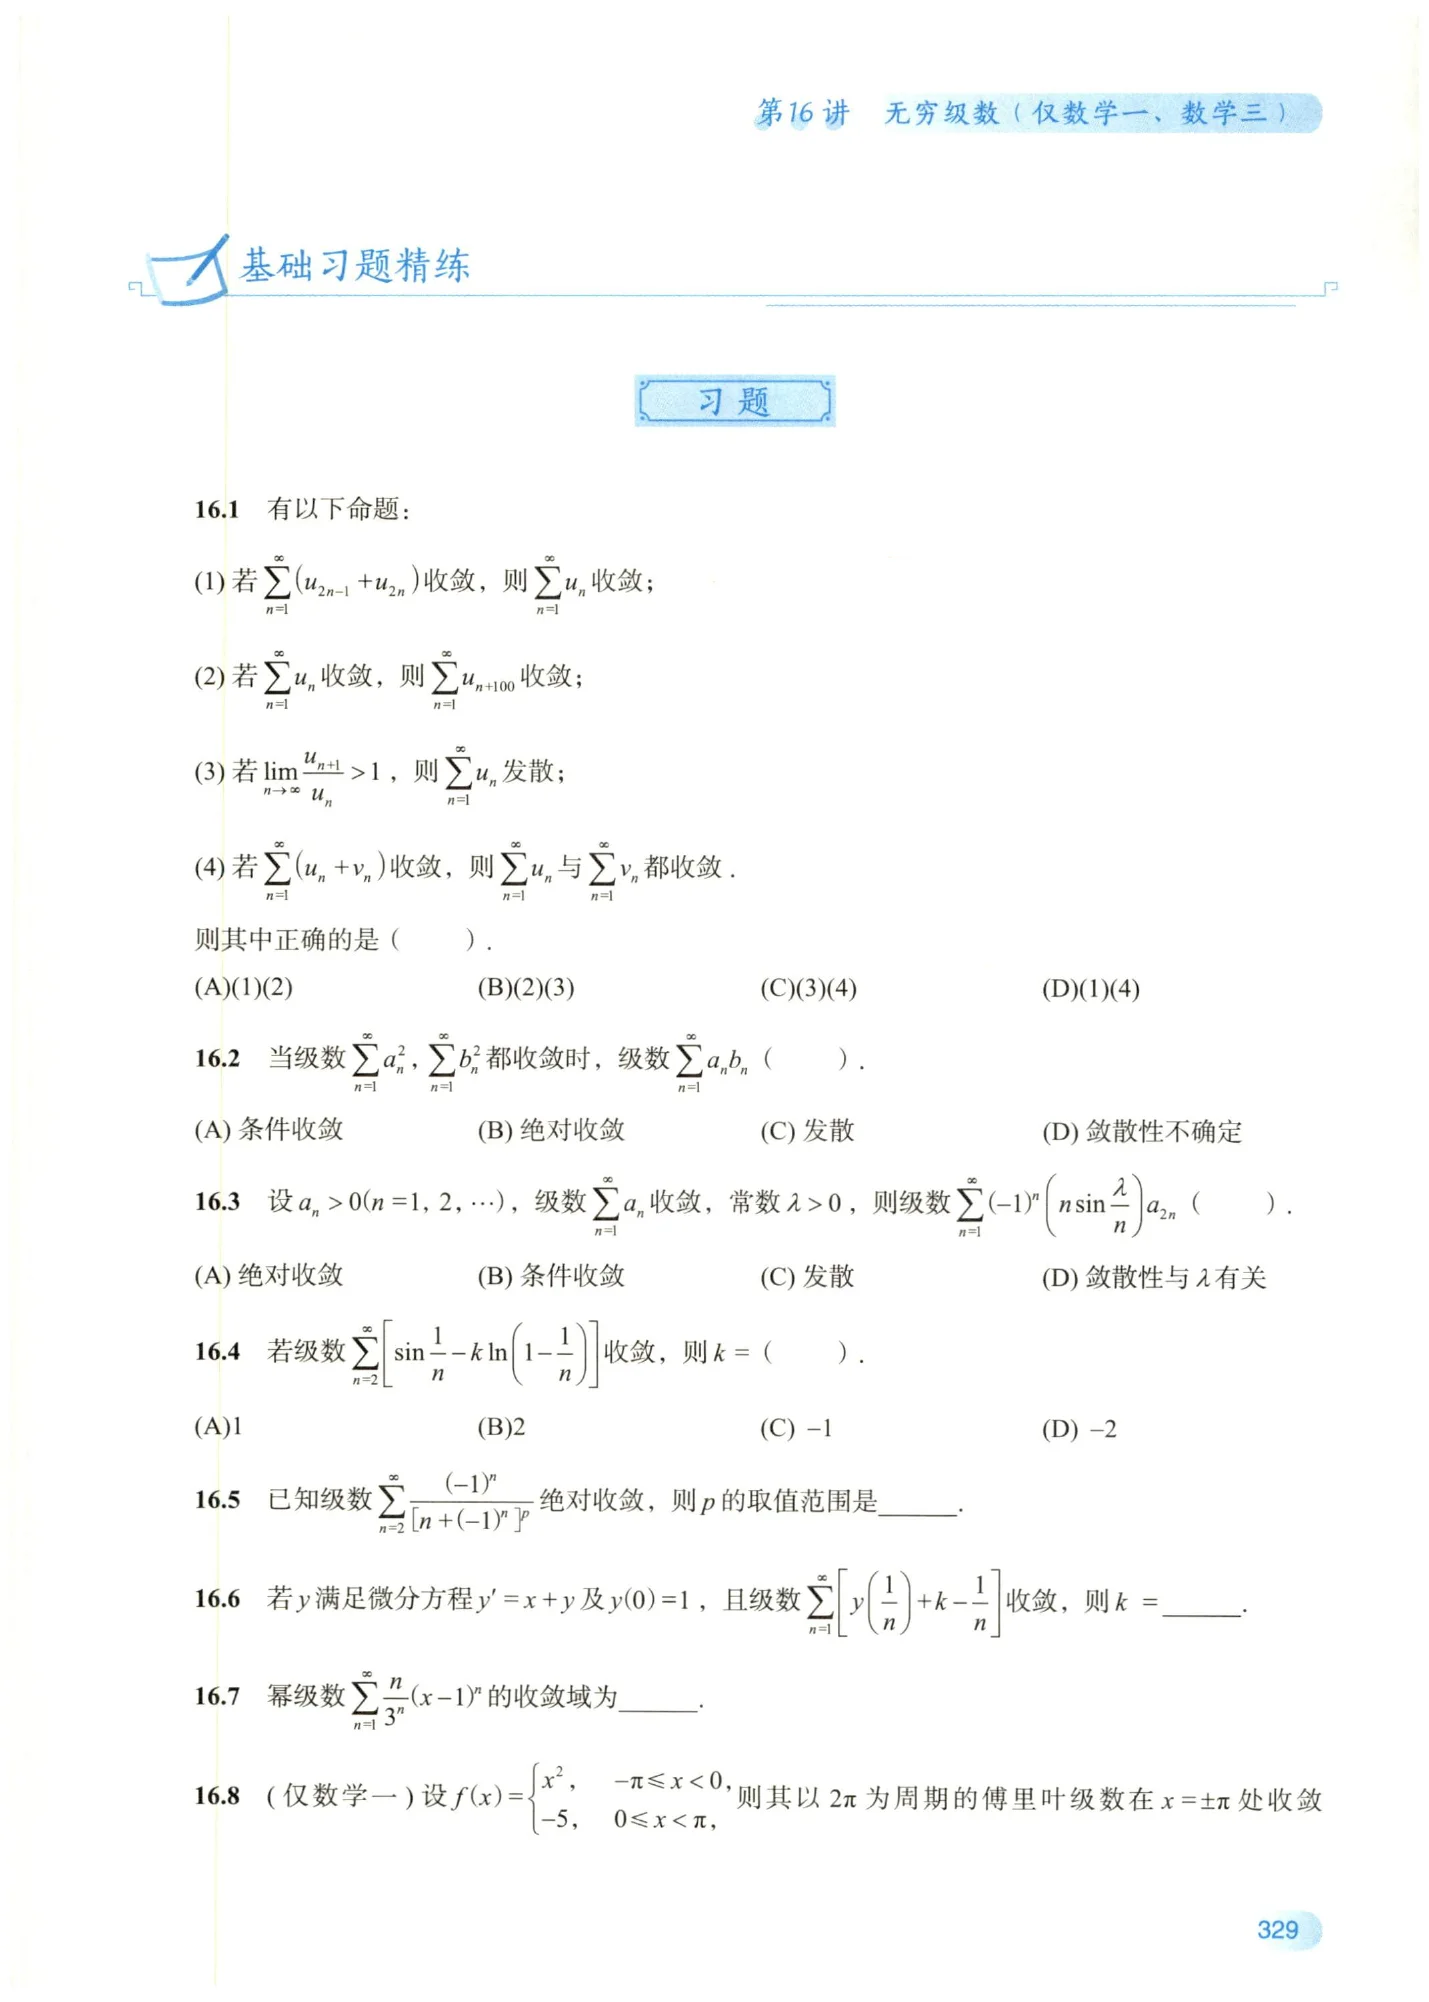 第16讲 无穷级数(仅数学一、数学三)
基础习题精练
习题
16.1 有以下命题:
(1)若$\sum_{n=1}^{\infty}(u_{2n-1}+u_{2n})$收敛,则$\sum_{n=1}^{\infty}u_n$收敛;
(2)若$\sum_{n=1}^{\infty}u_n$收敛,则$\sum_{n=1}^{\infty}u_{n+100}$收敛;
(3)若$\lim_{n\to\infty}\frac{u_{n+1}}{u_n}>1$,则$\sum_{n=1}^{\infty}u_n$发散;
(4)若$\sum_{n=1}^{\infty}(u_n+v_n)$收敛,则$\sum_{n=1}^{\infty}u_n$与$\sum_{n=1}^{\infty}v_n$都收敛.
则其中正确的是( ).
(A)(1)(2) (B)(2)(3) (C)(3)(4) (D)(1)(4)
16.2 当级数$\sum_{n=1}^{\infty}a_n^2$,$\sum_{n=1}^{\infty}b_n^2$都收敛时,级数$\sum_{n=1}^{\infty}a_nb_n$( ).
(A)条件收敛 (B)绝对收敛 (C)发散 (D)敛散性不确定
16.3 设$a_n>0(n=1,2,\cdots)$,级数$\sum_{n=1}^{\infty}a_n$收敛,常数$\lambda>0$,则级数$\sum_{n=1}^{\infty}(-1)^n\left(n\sin\frac{\lambda}{n}\right)a_{2n}$( ).
(A)绝对收敛 (B)条件收敛 (C)发散 (D)敛散性与λ有关
16.4 若级数$\sum_{n=2}^{\infty}\left[\sin\frac{1}{n}-k\ln\left(1-\frac{1}{n}\right)\right]$收敛,则k=( ).
(A)1 (B)2 (C)-1 (D)-2
16.5 已知级数$\sum_{n=2}^{\infty}\frac{(-1)^n}{[n+(-1)^n]^p}$绝对收敛,则p的取值范围是______.
16.6 若y满足微分方程$y'=x+y$及$y(0)=1$,且级数$\sum_{n=1}^{\infty}\left[y\left(\frac{1}{n}\right)+k-\frac{1}{n}\right]$收敛,则k=______.
16.7 幂级数$\sum_{n=1}^{\infty}\frac{n}{3^n}(x-1)^n$的收敛域为______.
16.8 (仅数学一)设$f(x)=\begin{cases}x^2, & -\pi\leqslant x<0,\\-5, & 0\leqslant x<\pi,\end{cases}$则其以2π为周期的傅里叶级数在x=±π处收敛
329